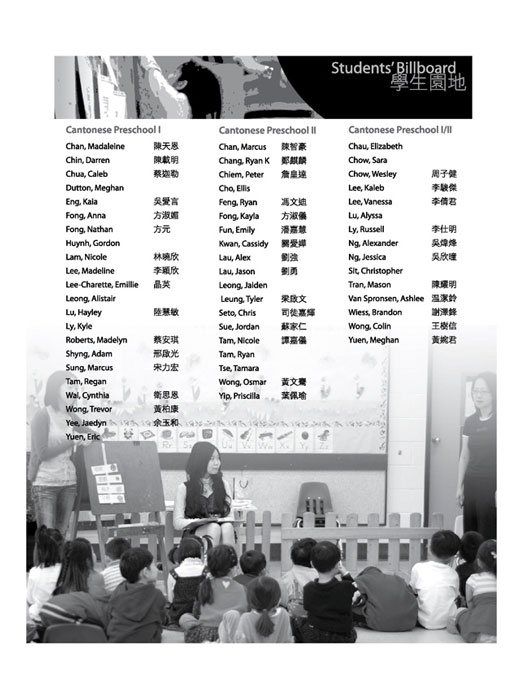 Students' Billboard
學生園地
Cantonese Preschool I
Chan, Madaleine 陳天恩
Chin, Darren 陳載明
Chua, Caleb 蔡迦勒
Dutton, Meghan
Eng, Kaia 吳愛言
Fong, Anna 方淑媚
Fong, Nathan 方元
Huynh, Gordon
Lam, Nicole 林曉欣
Lee, Madeline 李穎欣
Lee-Charette, Emillie 晶英
Leong, Alistair
Lu, Hayley 陸慧敏
Ly, Kyle
Roberts, Madelyn 蔡安琪
Shyng, Adam 邢啟光
Sung, Marcus 宋力宏
Tam, Regan
Wai, Cynthia 衛思恩
Wong, Trevor 黃柏康
Yee, Jaedyn 余玉和
Yuen, Eric
Cantonese Preschool II
Chan, Marcus 陳智豪
Chang, Ryan K 鄭麒麟
Chiem, Peter 詹皇達
Cho, Ellis
Feng, Ryan 馮文迪
Fong, Kayla 方淑儀
Fun, Emily 潘嘉慧
Kwan, Cassidy 關愛嬅
Lau, Alex 劉強
Lau, Jason 劉勇
Leong, Jaiden
Leung, Tyler 梁啟文
Seto, Chris 司徒嘉輝
Sue, Jordan 蘇家仁
Tam, Nicole 譚嘉儀
Tam, Ryan
Tse, Tamara
Wong, Osmar 黃文騫
Yip, Priscilla 葉佩瑜
Cantonese Preschool I/II
Chau, Elizabeth
Chow, Sara
Chow, Wesley 周子健
Lee, Kaleb 李駿傑
Lee, Vanessa 李倩君
Lu, Alyssa
Ly, Russell 李仕明
Ng, Alexander 吳煒烽
Ng, Jessica 吳欣曈
Sit, Christopher
Tran, Mason 陳耀明
Van Spronsen, Ashlee 温潔鈴
Wiess, Brandon 謝澤鋒
Wong, Colin 王樹信
Yuen, Meghan 黃婉君